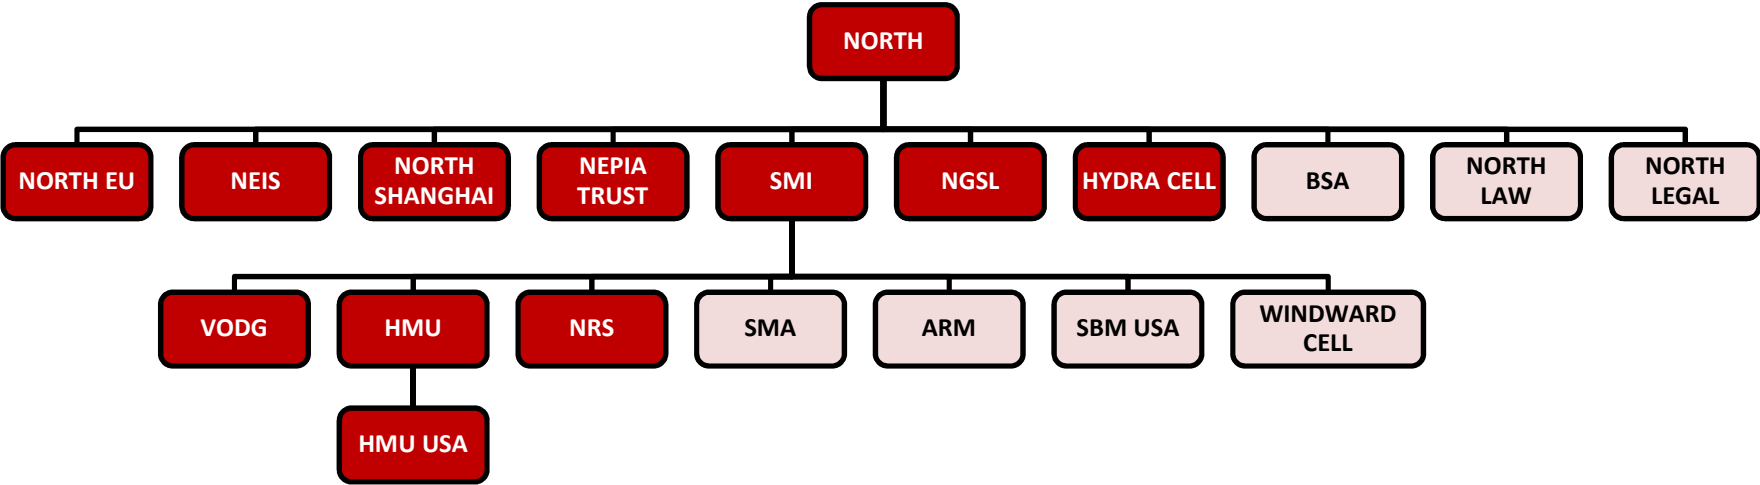 NORTH
NORTH EU
NEIS
NORTH
SHANGHAI
NEPIA
TRUST
SMI
NGSL
HYDRA CELL
BSA
NORTH
LAW
NORTH
LEGAL
VODG
HMU
NRS
SMA
ARM
SBM USA
WINDWARD
CELL
HMU USA